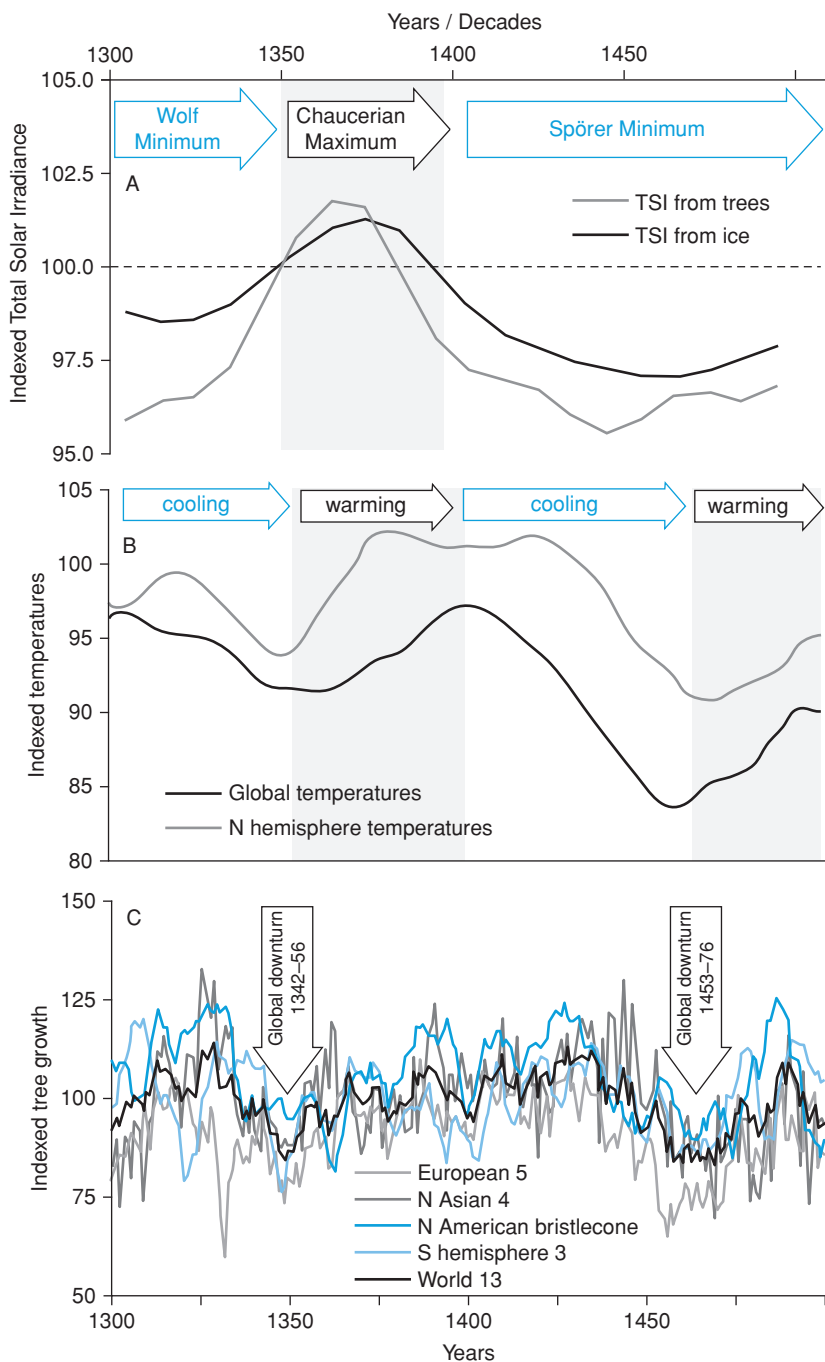 Years / Decades
1300
1350
1400
1450
105.0
102.5
100.0
97.5
95.0
Indexed Total Solar Irradiance
Wolf
Minimum
Chaucerian
Maximum
Spörer Minimum
A
TSI from trees
TSI from ice
105
100
95
90
85
80
Indexed temperatures
cooling
warming
cooling
warming
B
Global temperatures
N hemisphere temperatures
150
125
100
75
50
Indexed tree growth
C
Global downturn
1342–56
Global downturn
1453–76
European 5
N Asian 4
N American bristlecone
S hemisphere 3
World 13
1300
1350
1400
1450
Years